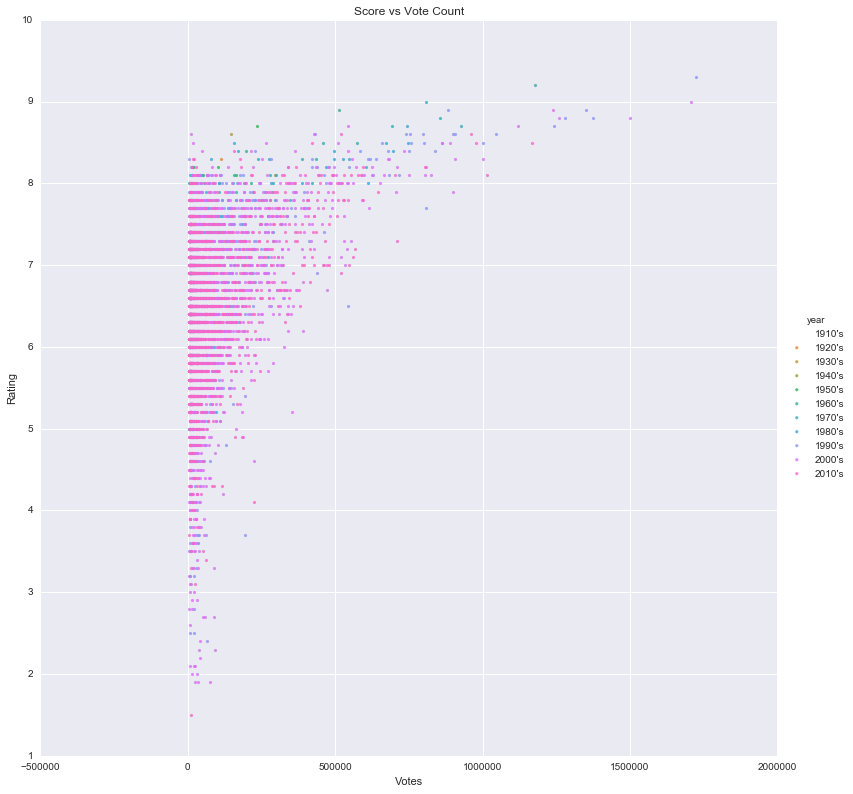 Score vs Vote Count
10
9
8
7
6
5
4
3
2
1
Rating
−500000 0 500000 1000000 1500000 2000000
Votes
year
1910's
1920's
1930's
1940's
1950's
1960's
1970's
1980's
1990's
2000's
2010's